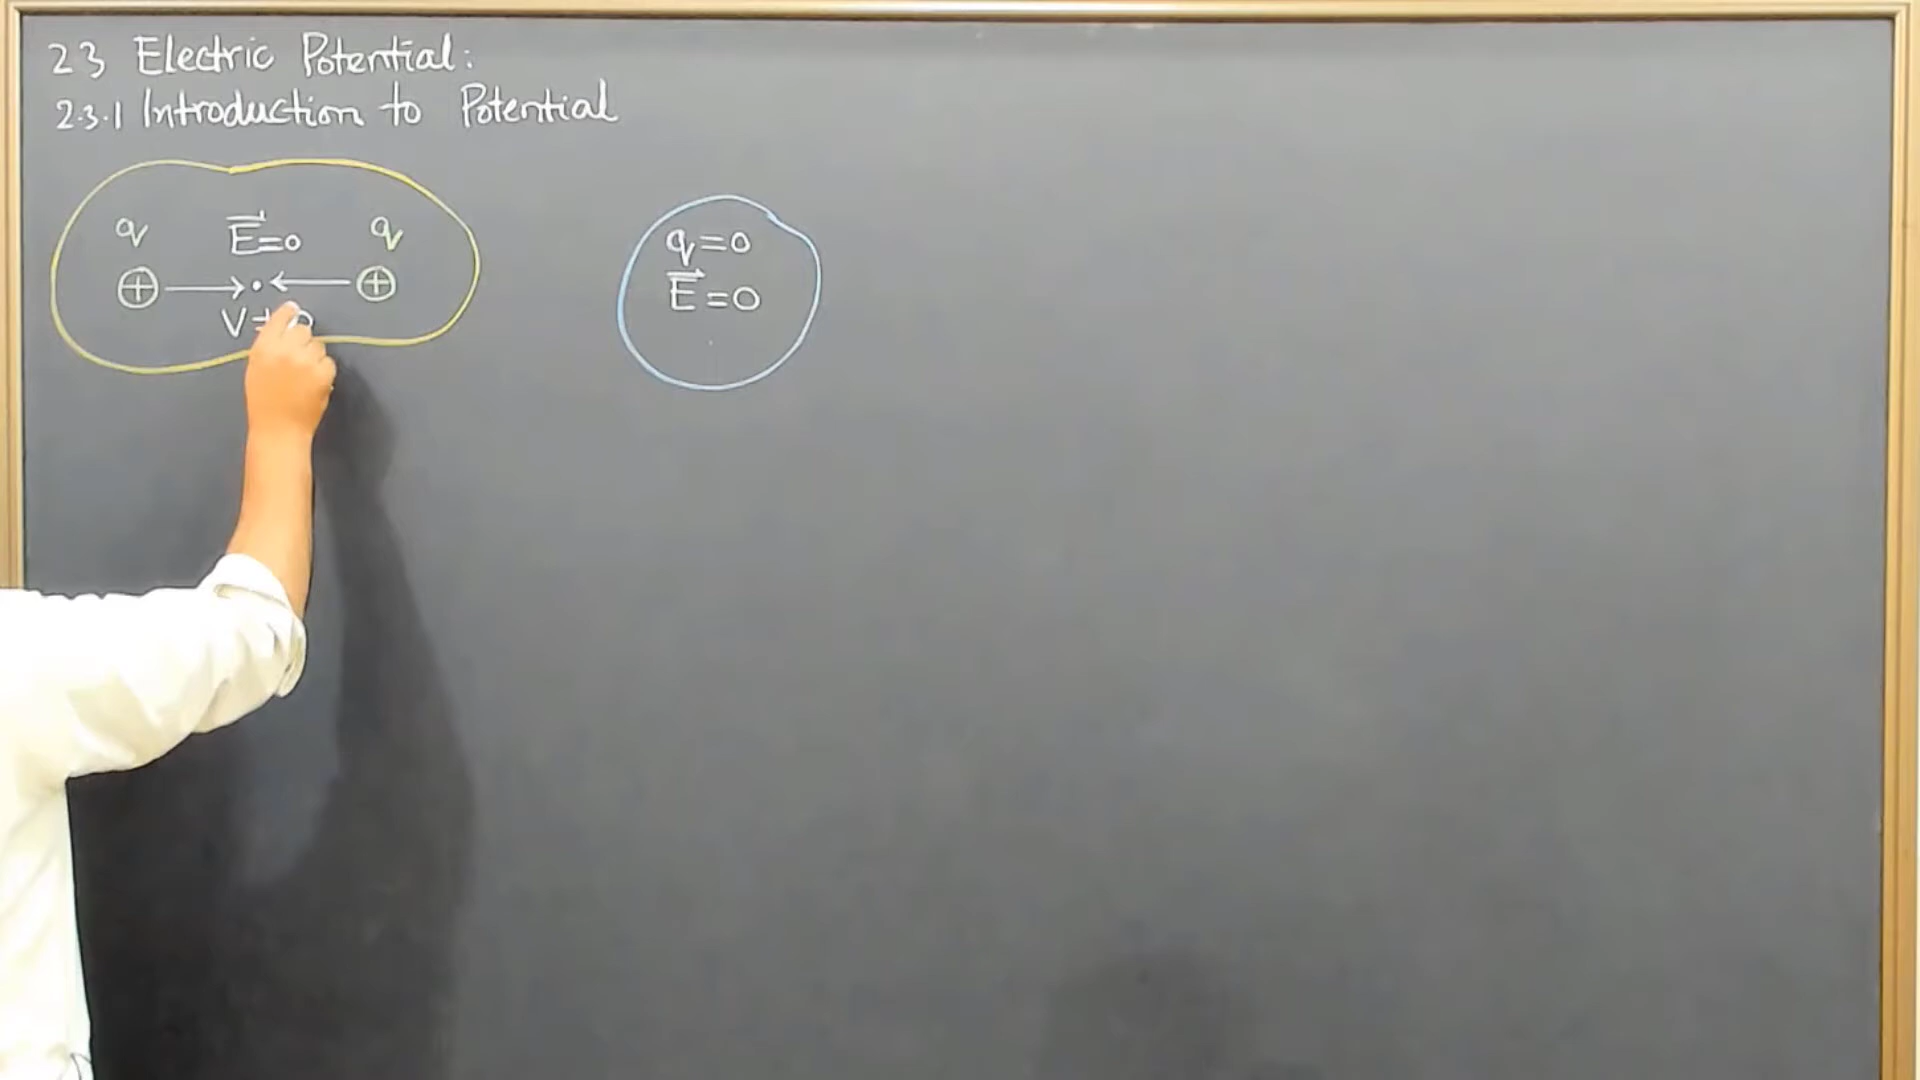 2.3 Electric Potential:
2.3.1 Introduction to Potential
q E⃗=0 q
⊕ → · ← ⊕
V≠0
q=0
E⃗=0